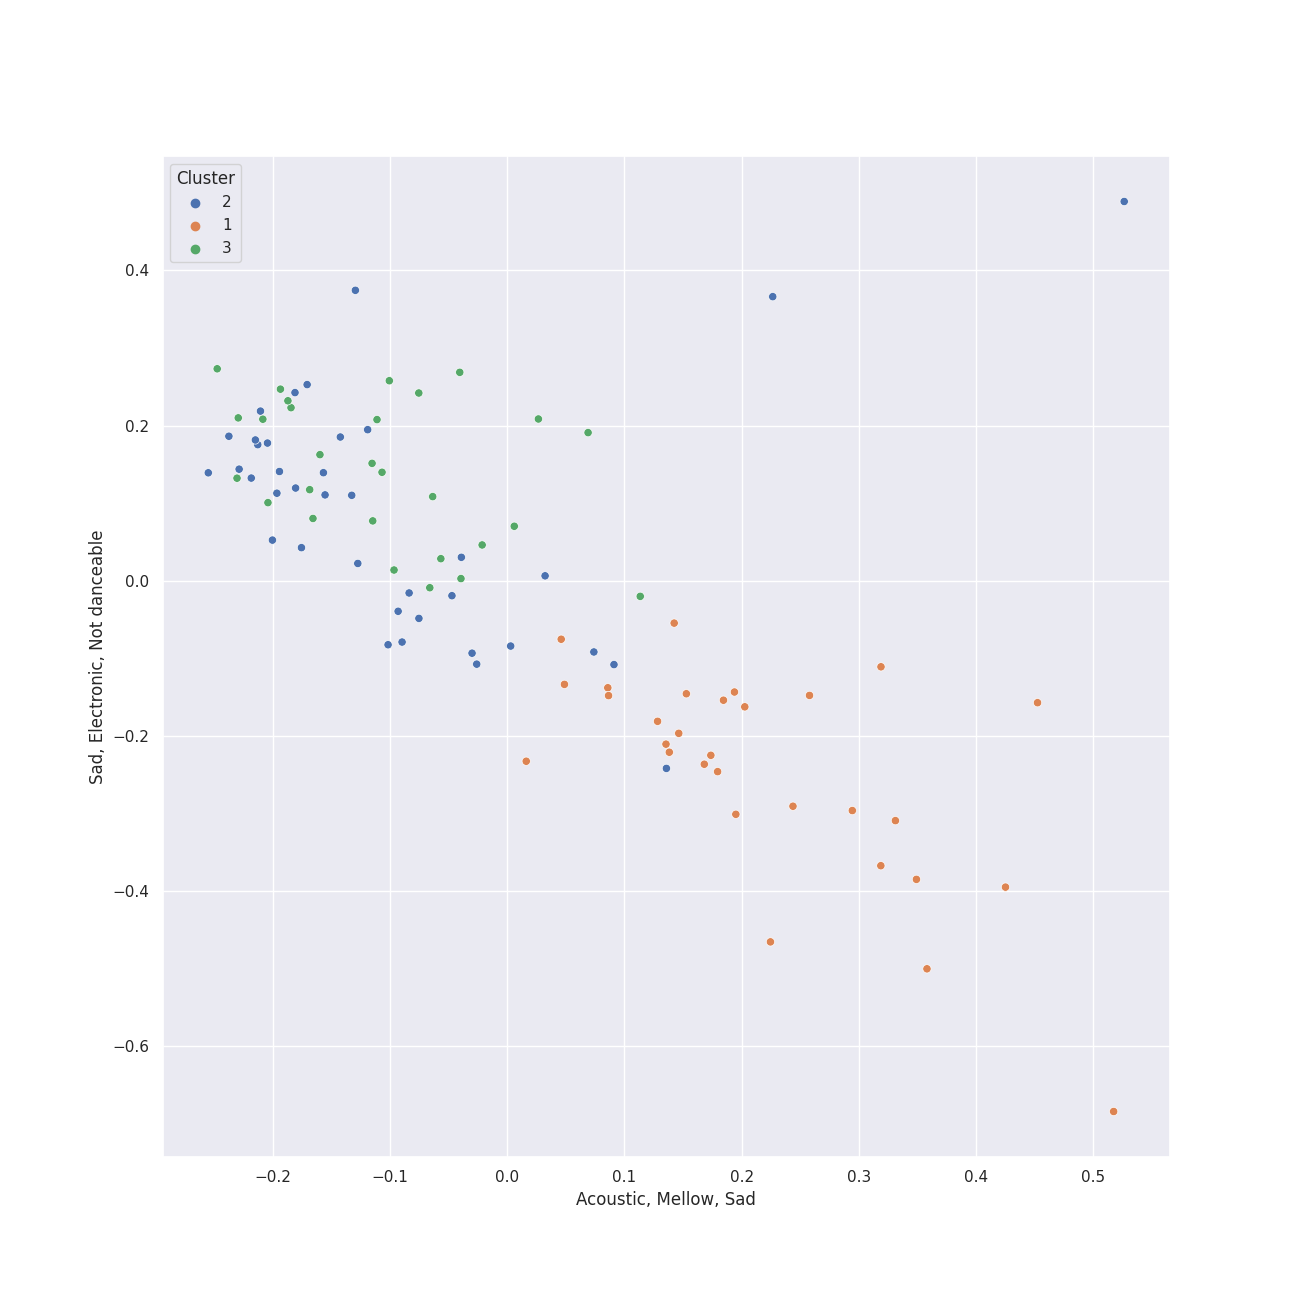 Cluster
2
1
3
0.4
0.2
0.0
−0.2
−0.4
−0.6
Sad, Electronic, Not danceable
−0.2 −0.1 0.0 0.1 0.2 0.3 0.4 0.5
Acoustic, Mellow, Sad